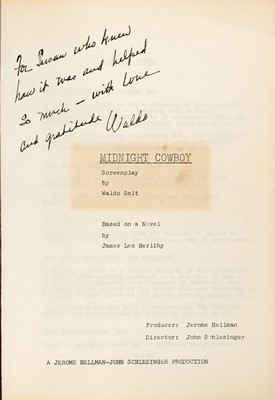 For Susan who knew
how it was and helped
so much — with love
and gratitude Waldo
MIDNIGHT COWBOY
Screenplay
by
Waldo Salt
Based on a Novel
by
James Leo Herlihy
Producer: Jerome Hellman
Director: John Schlesinger
A JEROME HELLMAN-JOHN SCHLESINGER PRODUCTION